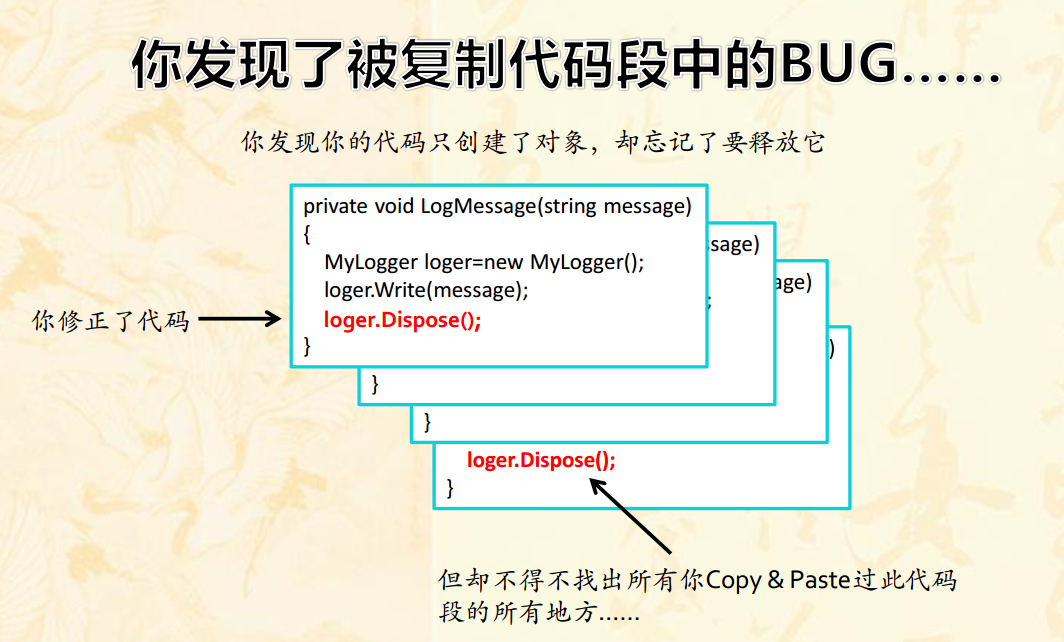 你发现了被复制代码段中的BUG……
你发现你的代码只创建了对象，却忘记了要释放它
private void LogMessage(string message)
{
MyLogger loger=new MyLogger();
loger.Write(message);
loger.Dispose();
}
你修正了代码
ssage)
;
}
age)
}
)
loger.Dispose();
}
但却不得不找出所有你Copy & Paste过此代码
段的所有地方……